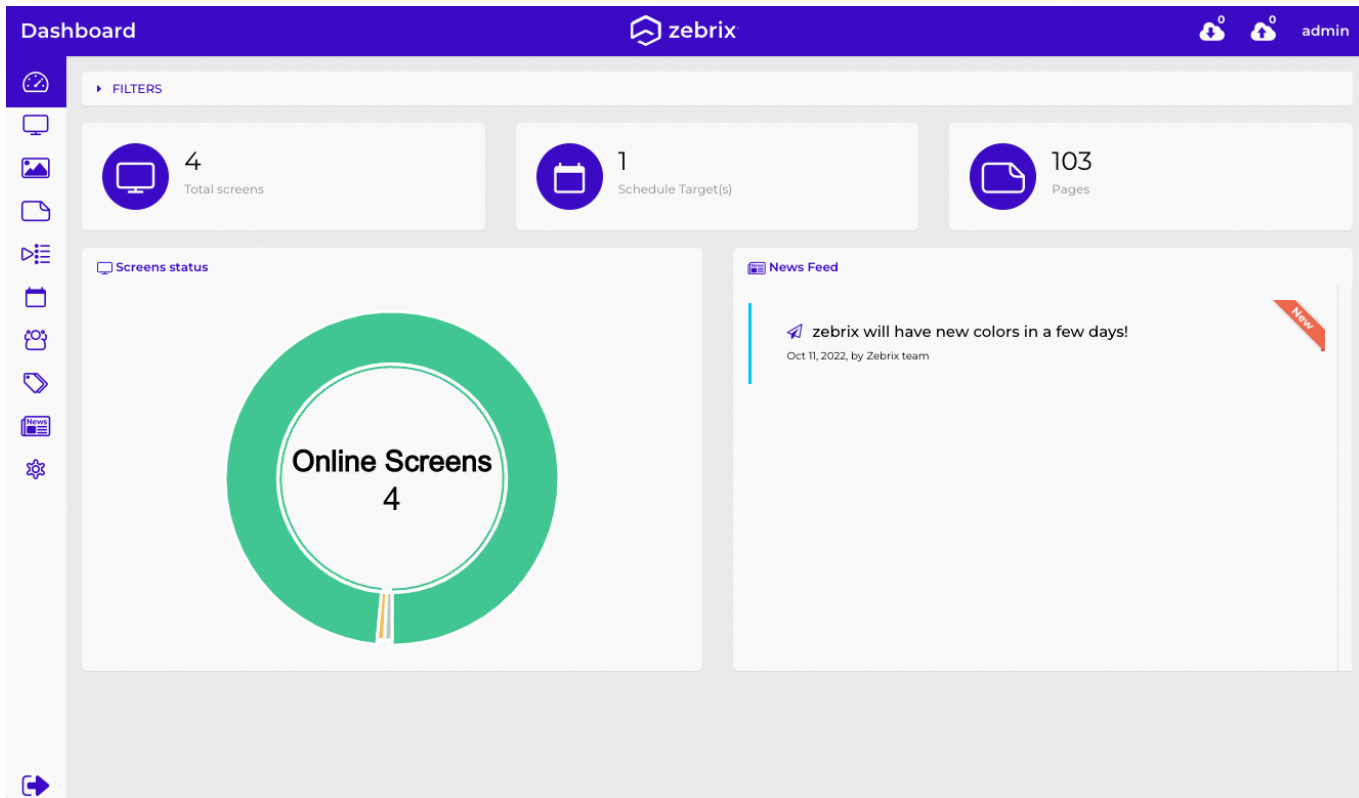 Dashboard
zebrix
0
0
admin
FILTERS
4
Total screens
1
Schedule Target(s)
103
Pages
Screens status
News Feed
zebrix will have new colors in a few days!
New
Oct 11, 2022, by Zebrix team
Online Screens
4
News